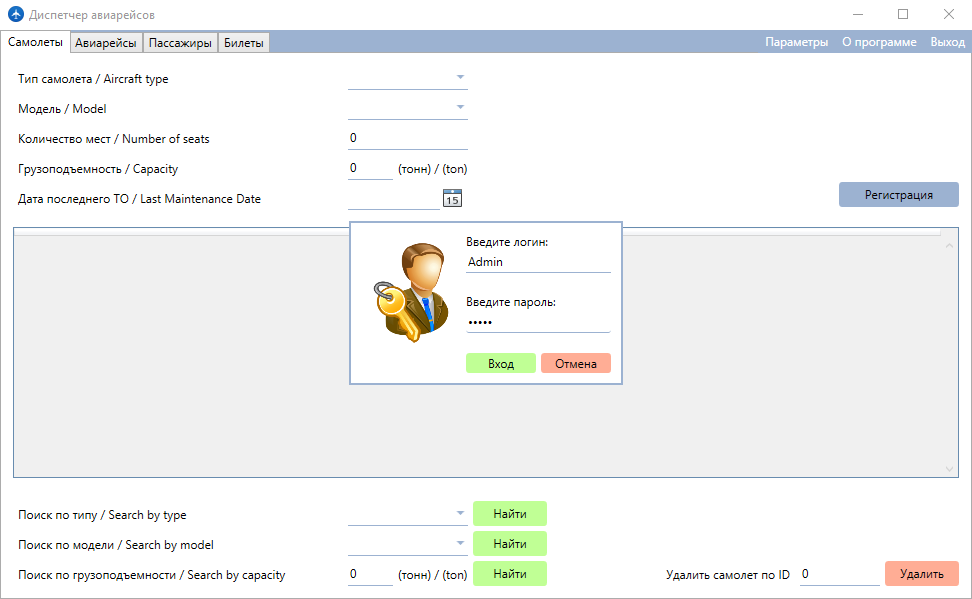 Диспетчер авиарейсов
Самолеты Авиарейсы Пассажиры Билеты Параметры О программе Выход
Тип самолета / Aircraft type
Модель / Model
Количество мест / Number of seats 0
Грузоподъемность / Capacity 0 (тонн) / (ton)
Дата последнего ТО / Last Maintenance Date 15 Регистрация
Введите логин:
Admin
Введите пароль:
•••••
Вход Отмена
Поиск по типу / Search by type Найти
Поиск по модели / Search by model Найти
Поиск по грузоподъемности / Search by capacity 0 (тонн) / (ton) Найти Удалить самолет по ID 0 Удалить